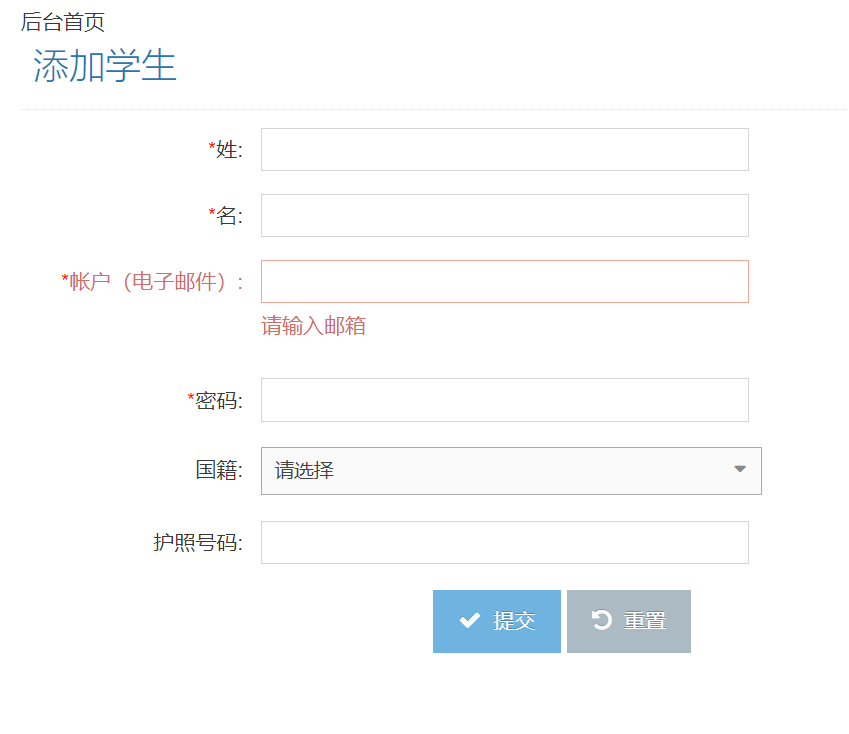 后台首页
添加学生
*姓:
*名:
*帐户（电子邮件）:
请输入邮箱
*密码:
国籍: 请选择
护照号码:
提交 重置